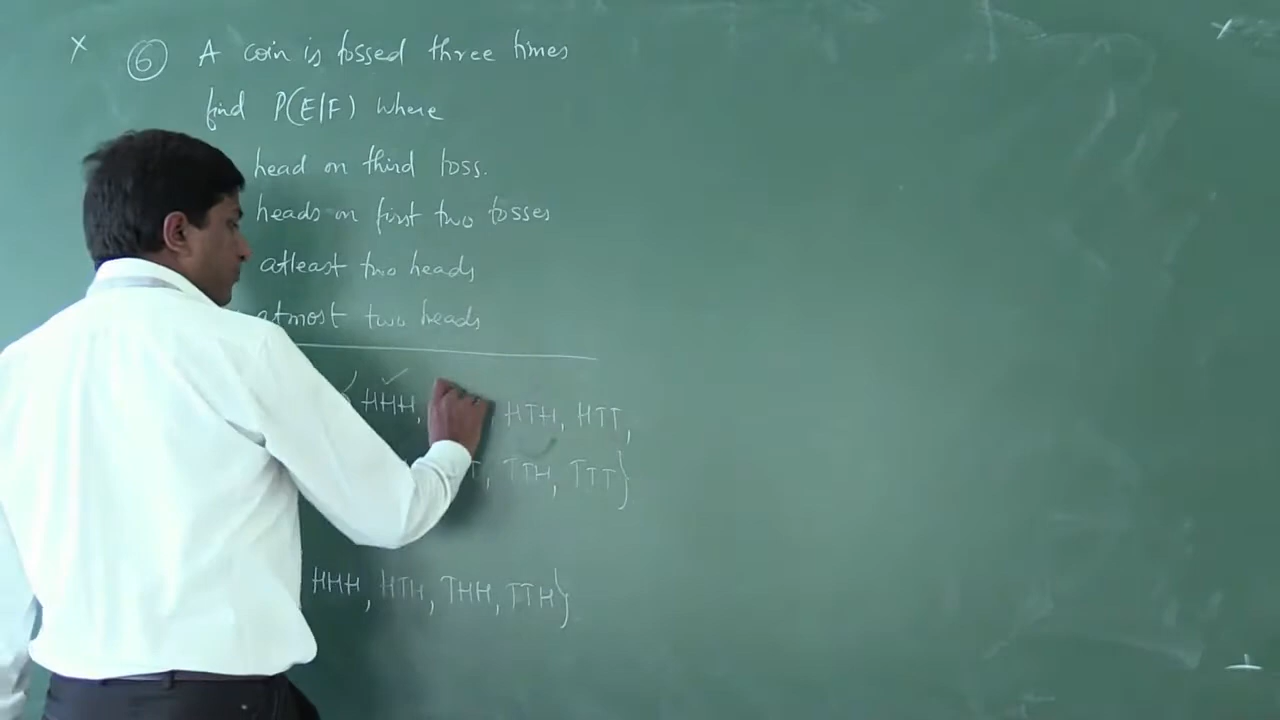 X 6 A coin is tossed three times
find P(E/F) where
head on third toss.
heads on first two tosses
atleast two heads
atmost two heads
{ HHH, HTH, HTT,
T, TTH, TTT}
HHH, HTH, THH, TTH}